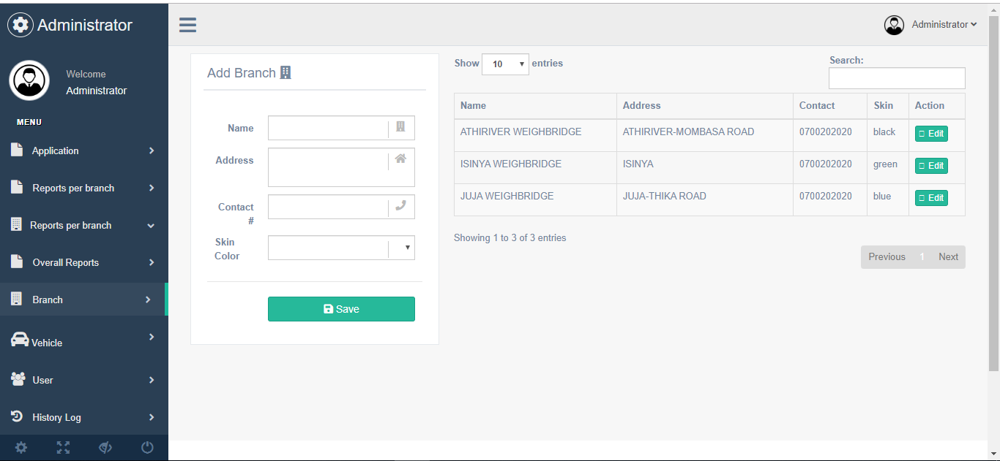 Administrator
Welcome
Administrator
MENU
Application
Reports per branch
Reports per branch
Overall Reports
Branch
Vehicle
User
History Log
Administrator
Add Branch
Name
Address
Contact
#
Skin
Color
Save
Show 10 entries
Search:
Name Address Contact Skin Action
ATHIRIVER WEIGHBRIDGE ATHIRIVER-MOMBASA ROAD 0700202020 black Edit
ISINYA WEIGHBRIDGE ISINYA 0700202020 green Edit
JUJA WEIGHBRIDGE JUJA-THIKA ROAD 0700202020 blue Edit
Showing 1 to 3 of 3 entries
Previous 1 Next